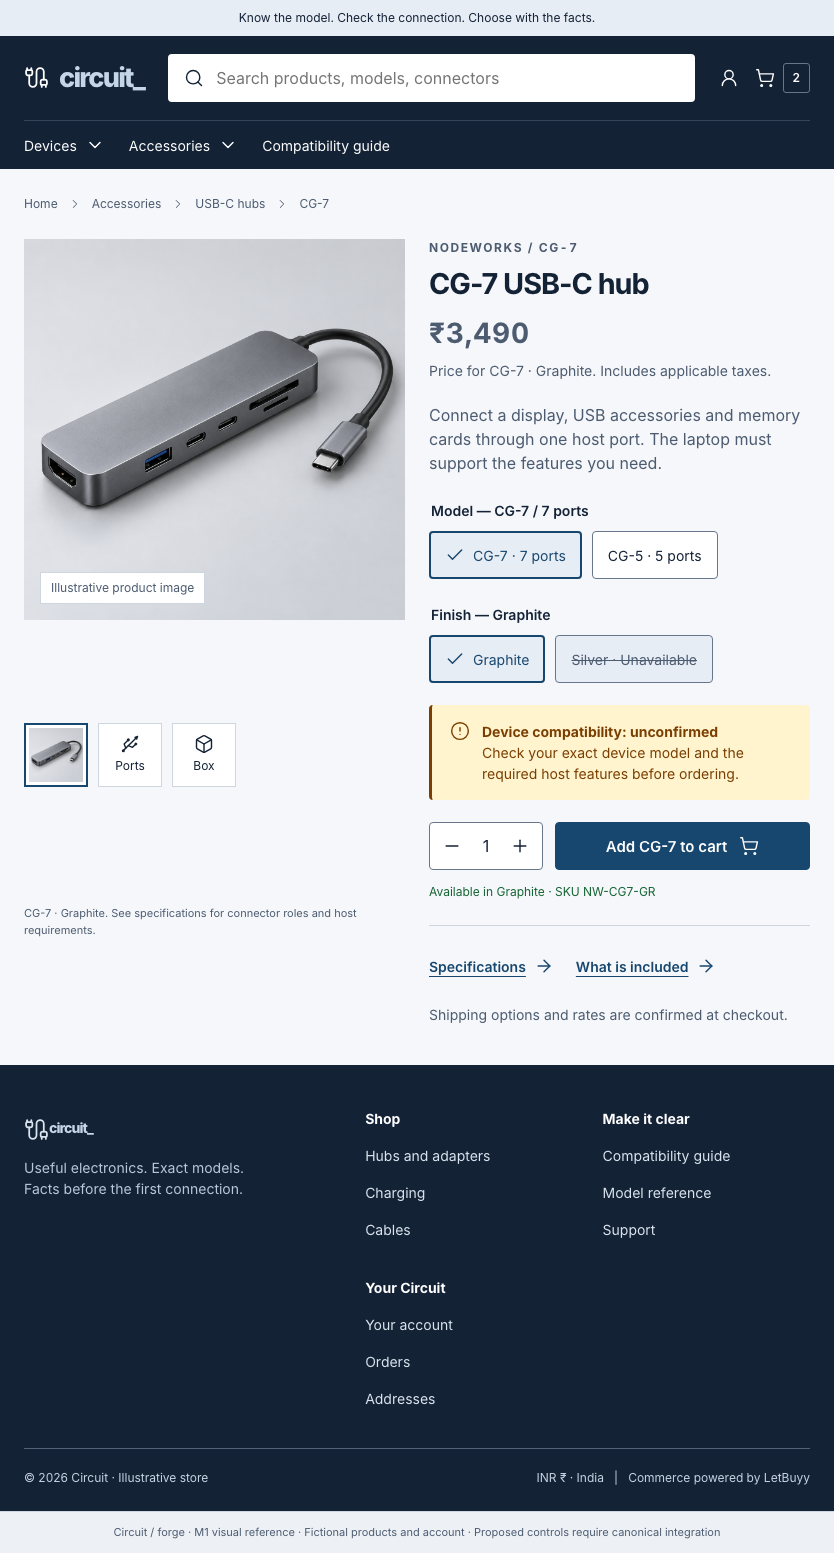 Know the model. Check the connection. Choose with the facts.
circuit_
Search products, models, connectors
2
Devices
Accessories
Compatibility guide
Home
Accessories
USB-C hubs
CG-7
Illustrative product image
Ports
Box
CG-7 · Graphite. See specifications for connector roles and host
requirements.
NODEWORKS / CG-7
CG-7 USB-C hub
₹3,490
Price for CG-7 · Graphite. Includes applicable taxes.
Connect a display, USB accessories and memory
cards through one host port. The laptop must
support the features you need.
Model — CG-7 / 7 ports
CG-7 · 7 ports
CG-5 · 5 ports
Finish — Graphite
Graphite
Silver · Unavailable
Device compatibility: unconfirmed
Check your exact device model and the
required host features before ordering.
1
Add CG-7 to cart
Available in Graphite · SKU NW-CG7-GR
Specifications
What is included
Shipping options and rates are confirmed at checkout.
circuit_
Useful electronics. Exact models.
Facts before the first connection.
Shop
Hubs and adapters
Charging
Cables
Make it clear
Compatibility guide
Model reference
Support
Your Circuit
Your account
Orders
Addresses
© 2026 Circuit · Illustrative store
INR ₹ · India | Commerce powered by LetBuyy
Circuit / forge · M1 visual reference · Fictional products and account · Proposed controls require canonical integration